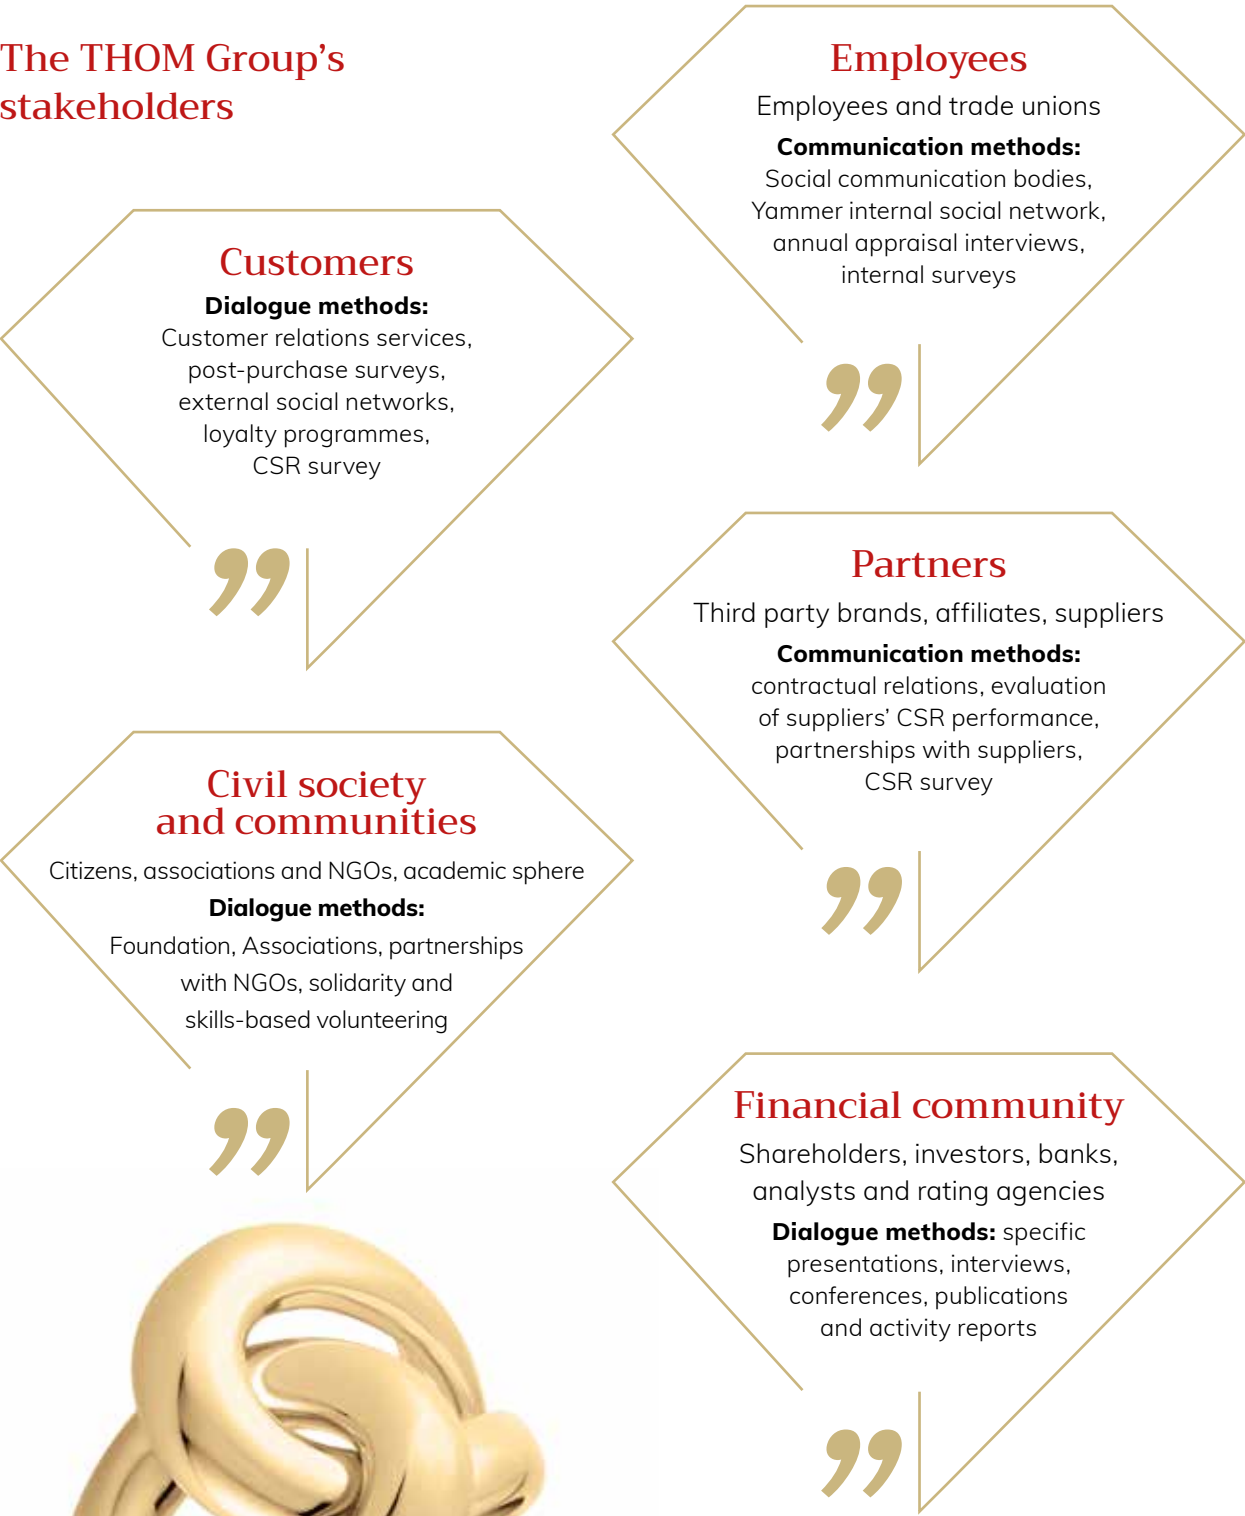 The THOM Group’s
stakeholders
Employees
Employees and trade unions
Communication methods:
Social communication bodies,
Yammer internal social network,
annual appraisal interviews,
internal surveys
Customers
Dialogue methods:
Customer relations services,
post-purchase surveys,
external social networks,
loyalty programmes,
CSR survey
Partners
Third party brands, affiliates, suppliers
Communication methods:
contractual relations, evaluation
of suppliers’ CSR performance,
partnerships with suppliers,
CSR survey
Civil society
and communities
Citizens, associations and NGOs, academic sphere
Dialogue methods:
Foundation, Associations, partnerships
with NGOs, solidarity and
skills-based volunteering
Financial community
Shareholders, investors, banks,
analysts and rating agencies
Dialogue methods: specific
presentations, interviews,
conferences, publications
and activity reports